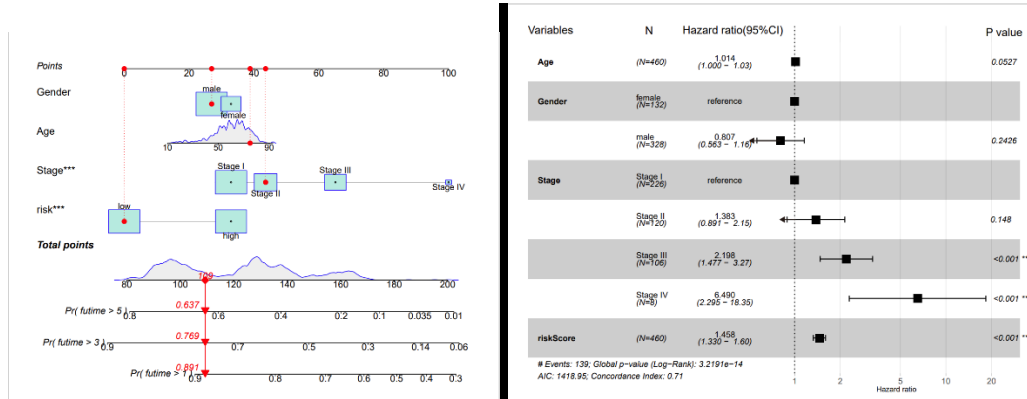 Points
0 20 40 60 80 100
Gender
male
female
Age
10 50 90
Stage***
Stage I
Stage II
Stage III
Stage IV
risk***
low
high
Total points
109
80 100 120 140 160 180 200
0.637
Pr( futime > 5)
0.8 0.6 0.4 0.2 0.1 0.035 0.01
0.769
Pr( futime > 3)
0.9 0.7 0.5 0.3 0.14 0.06
0.891
Pr( futime > 1)
0.9 0.8 0.7 0.6 0.5 0.4 0.3
Variables N Hazard ratio(95%CI) P value
Age (N=460) 1.014 (1.000 − 1.03) 0.0527
Gender female (N=132) reference
male (N=328) 0.807 (0.563 − 1.16) 0.2426
Stage Stage I (N=226) reference
Stage II (N=120) 1.383 (0.891 − 2.15) 0.148
Stage III (N=106) 2.198 (1.477 − 3.27) <0.001 **
Stage IV (N=8) 6.490 (2.295 − 18.35) <0.001 **
riskScore (N=460) 1.458 (1.330 − 1.60) <0.001 **
# Events: 139; Global p−value (Log−Rank): 3.2191e−14
AIC: 1418.95; Concordance Index: 0.71
1 2 5 10 20
Hazard ratio